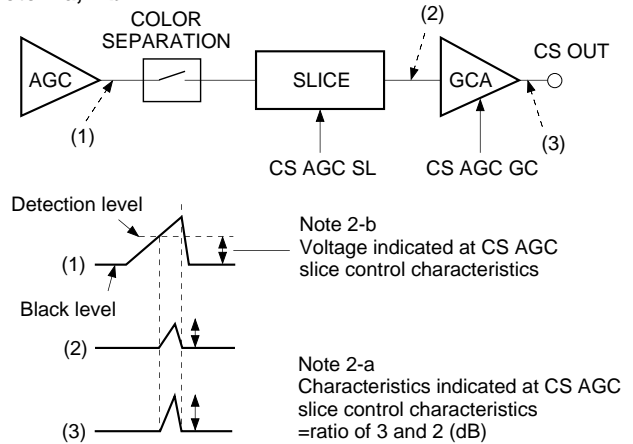 COLOR
SEPARATION
(2)
CS OUT
AGC
SLICE
GCA
(1)
(3)
CS AGC SL
CS AGC GC
Detection level
Note 2-b
Voltage indicated at CS AGC
slice control characteristics
(1)
Black level
(2)
Note 2-a
Characteristics indicated at CS AGC
slice control characteristics
=ratio of 3 and 2 (dB)
(3)